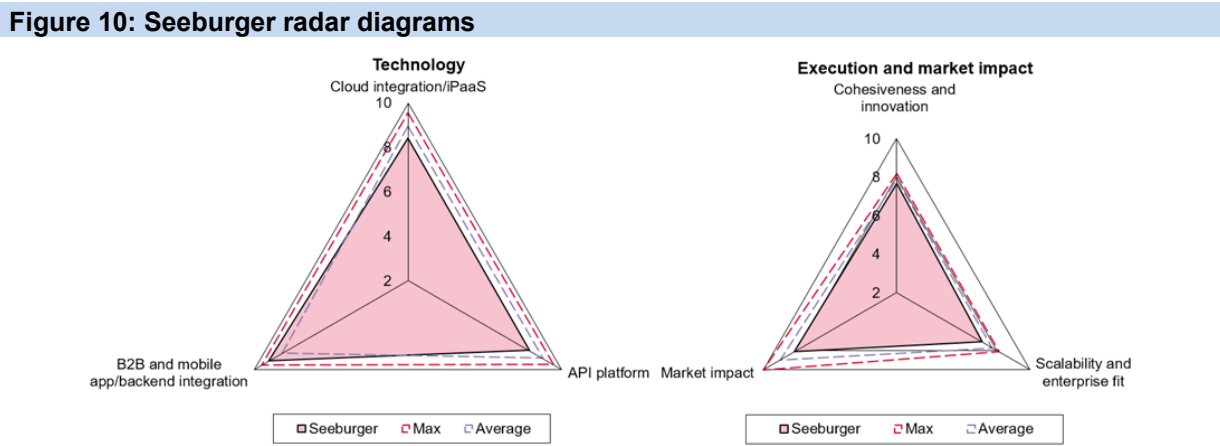 Figure 10: Seeburger radar diagrams
Technology
Cloud integration/iPaaS
10
8
6
4
2
B2B and mobile
app/backend integration
API platform
Seeburger Max Average
Execution and market impact
Cohesiveness and
innovation
10
8
6
4
2
Market impact
Scalability and
enterprise fit
Seeburger Max Average